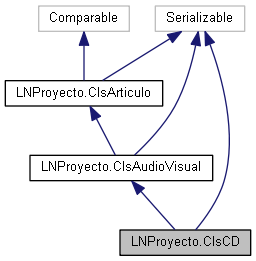 Comparable
Serializable
LNProyecto.ClsArticulo
LNProyecto.ClsAudioVisual
LNProyecto.ClsCD